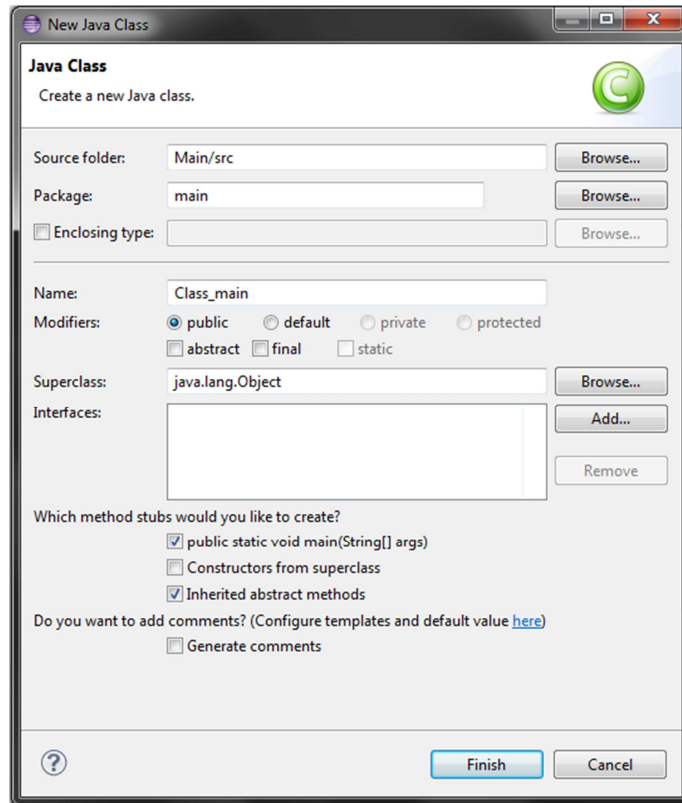 New Java Class
Java Class
Create a new Java class.
Source folder: Main/src Browse...
Package: main Browse...
Enclosing type: Browse...
Name: Class_main
Modifiers: public default private protected
abstract final static
Superclass: java.lang.Object Browse...
Interfaces: Add...
Remove
Which method stubs would you like to create?
public static void main(String[] args)
Constructors from superclass
Inherited abstract methods
Do you want to add comments? (Configure templates and default value here)
Generate comments
? Finish Cancel